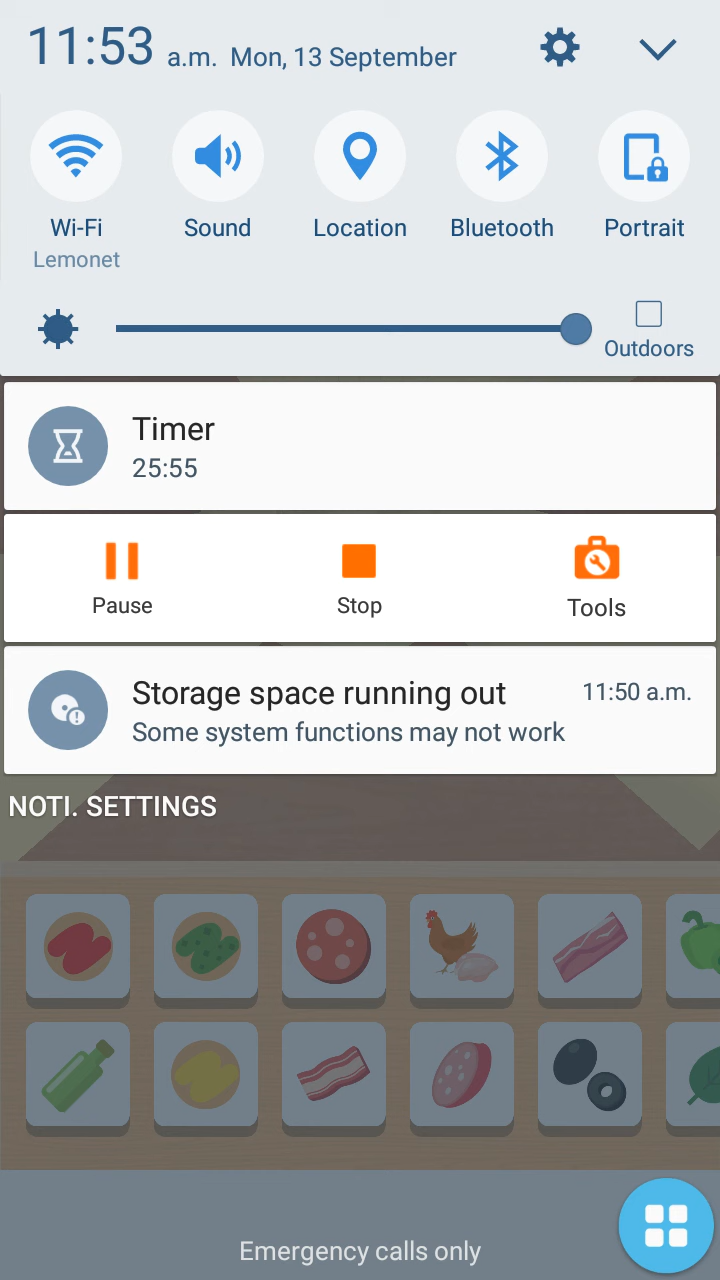 11:53 a.m. Mon, 13 September
Wi-Fi Sound Location Bluetooth Portrait
Lemonet
Outdoors
Timer
25:55
Pause Stop Tools
Storage space running out 11:50 a.m.
Some system functions may not work
NOTI. SETTINGS
Emergency calls only